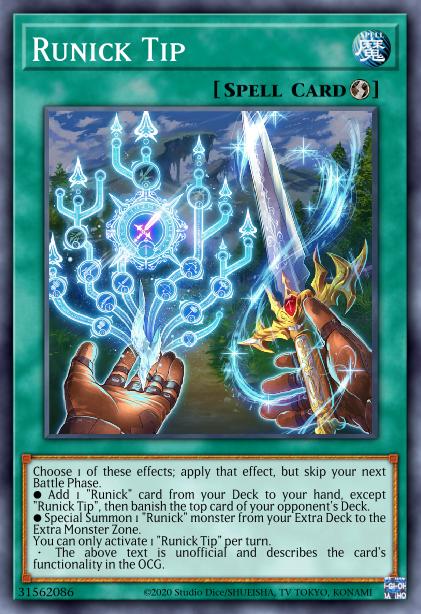 RUNICK TIP
SPELL
魔
[SPELL CARD]
Choose 1 of these effects; apply that effect, but skip your next
Battle Phase.
● Add 1 "Runick" card from your Deck to your hand, except
"Runick Tip", then banish the top card of your opponent's Deck.
● Special Summon 1 "Runick" monster from your Extra Deck to the
Extra Monster Zone.
You can only activate 1 "Runick Tip" per turn.
· The above text is unofficial and describes the card's
functionality in the OCG.
31562086
©2020 Studio Dice/SHUEISHA, TV TOKYO, KONAMI